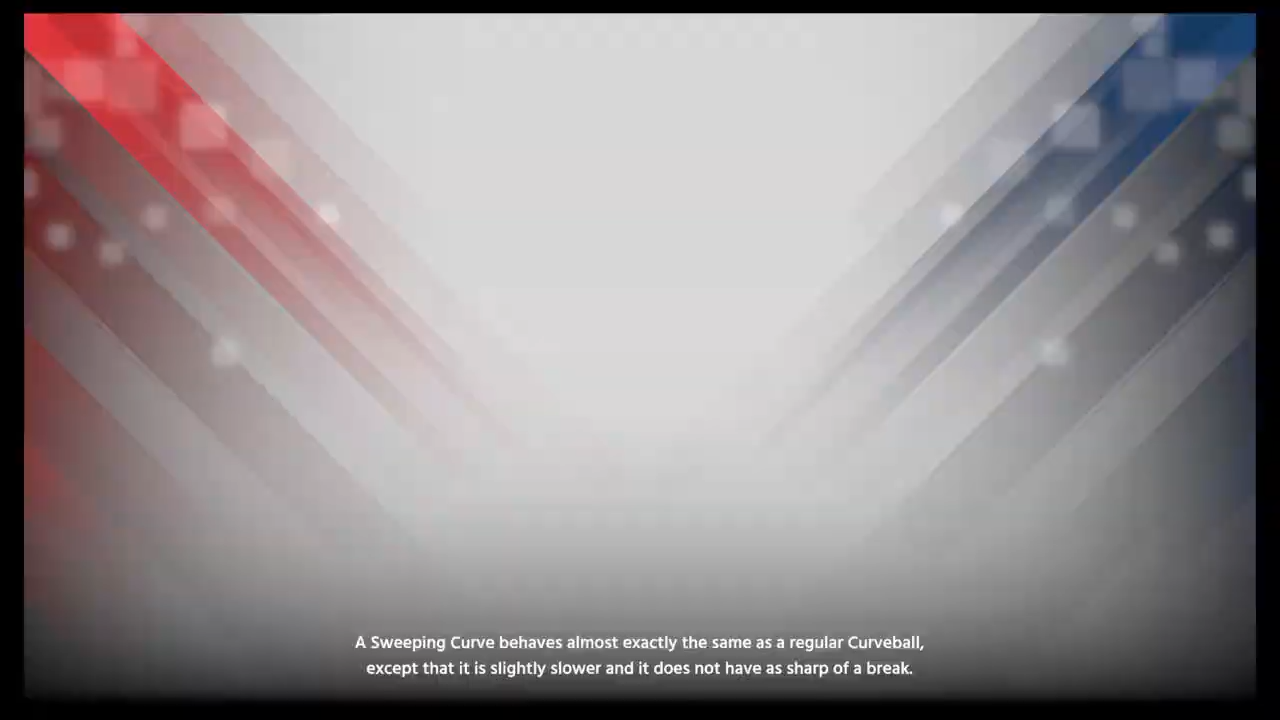 A Sweeping Curve behaves almost exactly the same as a regular Curveball,
except that it is slightly slower and it does not have as sharp of a break.